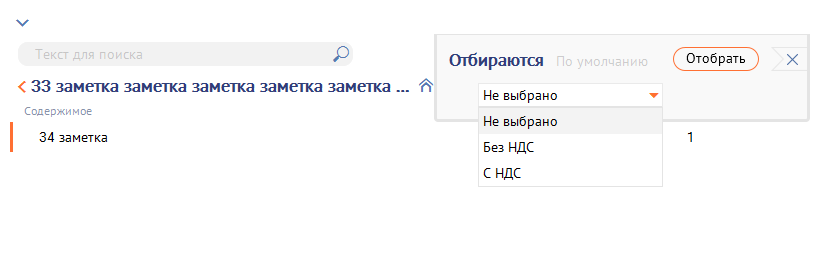 Текст для поиска
Отбираются По умолчанию Отобрать
33 заметка заметка заметка заметка заметка ...
Не выбрано
Содержимое
Не выбрано
34 заметка 1
Без НДС
С НДС